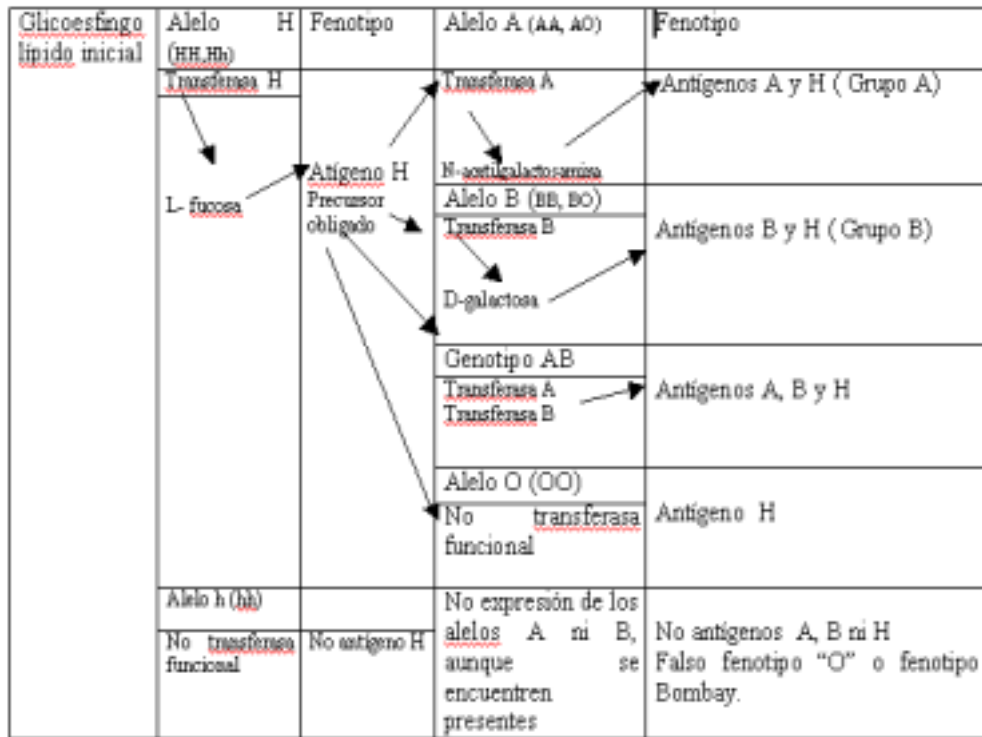 Glicoesfingo
lípido inicial
Alelo H
(HH,Hh)
Fenotipo
Alelo A (AA, AO)
Fenotipo
Transferasa H
L- fucosa
Atígeno H
Precursor
obligado
Transferasa A
N-acetilgalactosamina
Antígenos A y H ( Grupo A)
Alelo B (BB, BO)
Transferasa B
D-galactosa
Antígenos B y H ( Grupo B)
Genotipo AB
Transferasa A
Transferasa B
Antígenos A, B y H
Alelo O (OO)
No transferasa
funcional
Antígeno H
Alelo h (hh)
No transferasa
funcional
No antígeno H
No expresión de los
alelos A ni B,
aunque se
encuentren
presentes
No antígenos A, B ni H
Falso fenotipo “O” o fenotipo
Bombay.